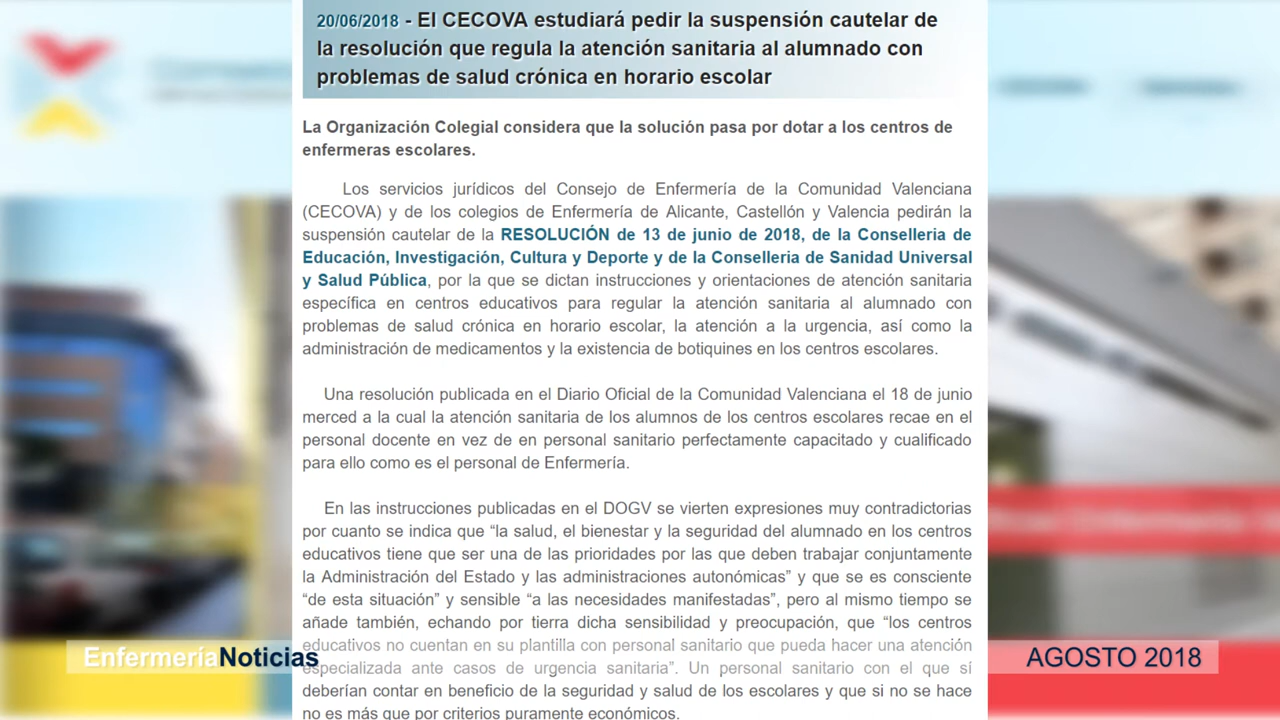 20/06/2018 - El CECOVA estudiará pedir la suspensión cautelar de
la resolución que regula la atención sanitaria al alumnado con
problemas de salud crónica en horario escolar
La Organización Colegial considera que la solución pasa por dotar a los centros de
enfermeras escolares.
Los servicios jurídicos del Consejo de Enfermería de la Comunidad Valenciana
(CECOVA) y de los colegios de Enfermería de Alicante, Castellón y Valencia pedirán la
suspensión cautelar de la RESOLUCIÓN de 13 de junio de 2018, de la Conselleria de
Educación, Investigación, Cultura y Deporte y de la Conselleria de Sanidad Universal
y Salud Pública, por la que se dictan instrucciones y orientaciones de atención sanitaria
específica en centros educativos para regular la atención sanitaria al alumnado con
problemas de salud crónica en horario escolar, la atención a la urgencia, así como la
administración de medicamentos y la existencia de botiquines en los centros escolares.
Una resolución publicada en el Diario Oficial de la Comunidad Valenciana el 18 de junio
merced a la cual la atención sanitaria de los alumnos de los centros escolares recae en el
personal docente en vez de en personal sanitario perfectamente capacitado y cualificado
para ello como es el personal de Enfermería.
En las instrucciones publicadas en el DOGV se vierten expresiones muy contradictorias
por cuanto se indica que “la salud, el bienestar y la seguridad del alumnado en los centros
educativos tiene que ser una de las prioridades por las que deben trabajar conjuntamente
la Administración del Estado y las administraciones autonómicas” y que se es consciente
“de esta situación” y sensible “a las necesidades manifestadas”, pero al mismo tiempo se
añade también, echando por tierra dicha sensibilidad y preocupación, que “los centros
educativos no cuentan en su plantilla con personal sanitario que pueda hacer una atención
especializada ante casos de urgencia sanitaria”. Un personal sanitario con el que sí
deberían contar en beneficio de la seguridad y salud de los escolares y que si no se hace
no es más que por criterios puramente económicos.
EnfermeríaNoticias
AGOSTO 2018